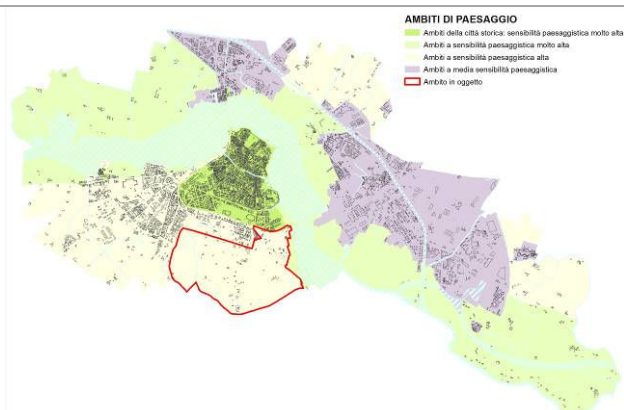 AMBITI DI PAESAGGIO
Ambiti della città storica: sensibilità paesaggistica molto alta
Ambiti a sensibilità paesaggistica molto alta
Ambiti a sensibilità paesaggistica alta
Ambiti a media sensibilità paesaggistica
Ambito in oggetto